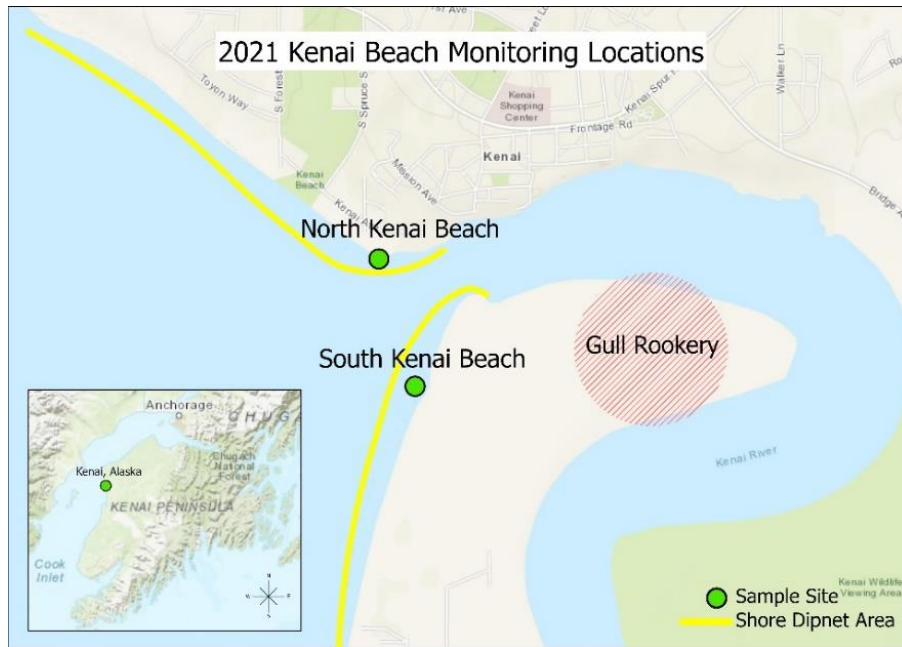 2021 Kenai Beach Monitoring Locations
Toyon Way
S Forest
S Spruce S
Kenai
Shopping
Center
Kenai Spur H
Walker Ln
Frontage Rd
Mission Ave
Kenai
Kenai
Beach
Kenai A
Bridge A
North Kenai Beach
South Kenai Beach
Gull Rookery
Kenai River
Anchorage
CHUG
Chugach
National
Forest
Kenai, Alaska
KENAI PENINSULA
Cook
Inlet
N
Kenai Wildlife
Viewing Area
Sample Site
Shore Dipnet Area